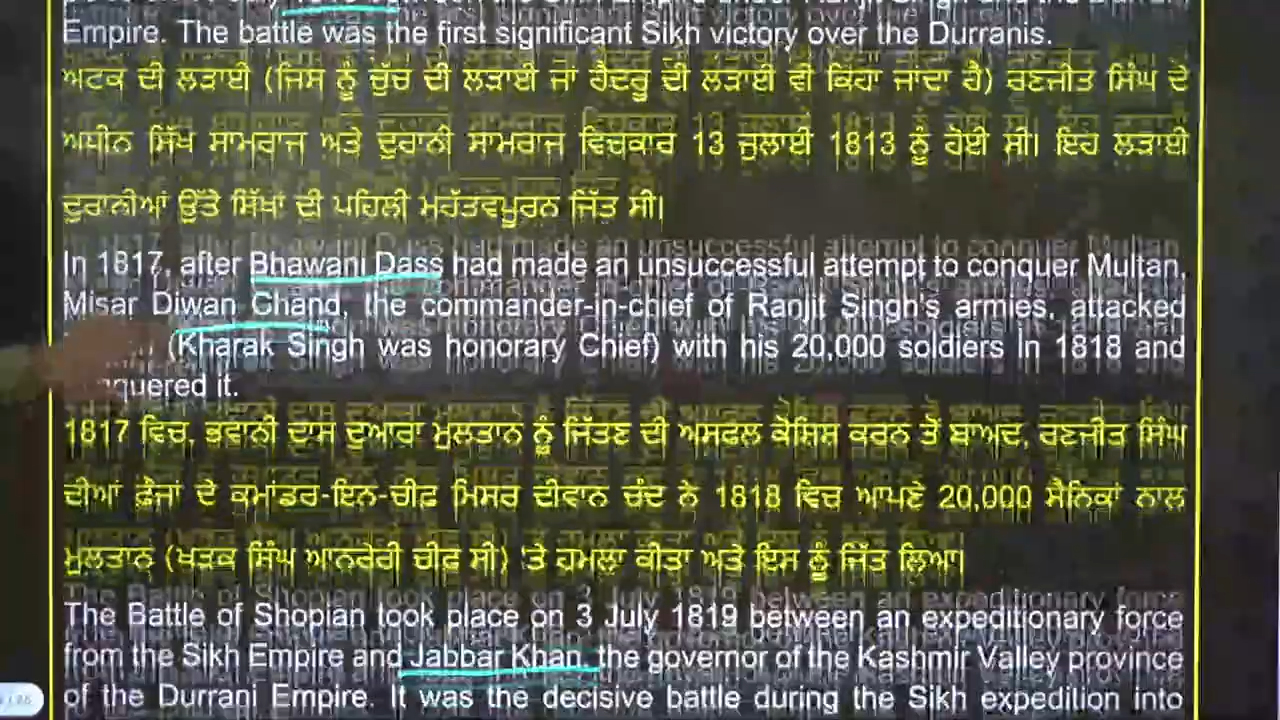 Empire. The battle was the first significant Sikh victory over the Durranis.
ਅਟਕ ਦੀ ਲੜਾਈ (ਜਿਸ ਨੂੰ ਚੁੱਚ ਦੀ ਲੜਾਈ ਜਾਂ ਹੈਦਰੂ ਦੀ ਲੜਾਈ ਵੀ ਕਿਹਾ ਜਾਂਦਾ ਹੈ) ਰਣਜੀਤ ਸਿੰਘ ਦੇ
ਅਧੀਨ ਸਿੱਖ ਸਾਮਰਾਜ ਅਤੇ ਦੁਰਾਨੀ ਸਾਮਰਾਜ ਵਿਚਕਾਰ 13 ਜੁਲਾਈ 1813 ਨੂੰ ਹੋਈ ਸੀ। ਇਹ ਲੜਾਈ
ਦੁਰਾਨੀਆਂ ਉੱਤੇ ਸਿੱਖਾਂ ਦੀ ਪਹਿਲੀ ਮਹੱਤਵਪੂਰਨ ਜਿੱਤ ਸੀ।
In 1817, after Bhawani Dass had made an unsuccessful attempt to conquer Multan,
Misar Diwan Chand, the commander-in-chief of Ranjit Singh's armies, attacked
(Kharak Singh was honorary Chief) with his 20,000 soldiers in 1818 and
quered it.
1817 ਵਿਚ, ਭਵਾਨੀ ਦਾਸ ਦੁਆਰਾ ਮੁਲਤਾਨ ਨੂੰ ਜਿੱਤਣ ਦੀ ਅਸਫਲ ਕੋਸ਼ਿਸ਼ ਕਰਨ ਤੋਂ ਬਾਅਦ, ਰਣਜੀਤ ਸਿੰਘ
ਦੀਆਂ ਫ਼ੌਜਾਂ ਦੇ ਕਮਾਂਡਰ-ਇਨ-ਚੀਫ਼ ਮਿਸਰ ਦੀਵਾਨ ਚੰਦ ਨੇ 1818 ਵਿਚ ਆਪਣੇ 20,000 ਸੈਨਿਕਾਂ ਨਾਲ
ਮੁਲਤਾਨ (ਖੜਕ ਸਿੰਘ ਆਨਰੇਰੀ ਚੀਫ਼ ਸੀ) 'ਤੇ ਹਮਲਾ ਕੀਤਾ ਅਤੇ ਇਸ ਨੂੰ ਜਿੱਤ ਲਿਆ।
The Battle of Shopian took place on 3 July 1819 between an expeditionary force
from the Sikh Empire and Jabbar Khan, the governor of the Kashmir Valley province
of the Durrani Empire. It was the decisive battle during the Sikh expedition into